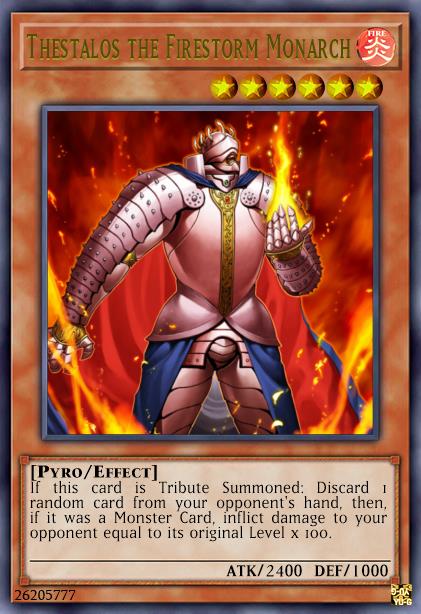 Thestalos the Firestorm Monarch
FIRE
炎
[Pyro/Effect]
If this card is Tribute Summoned: Discard 1
random card from your opponent's hand, then,
if it was a Monster Card, inflict damage to your
opponent equal to its original Level x 100.
ATK/2400 DEF/1000
26205777